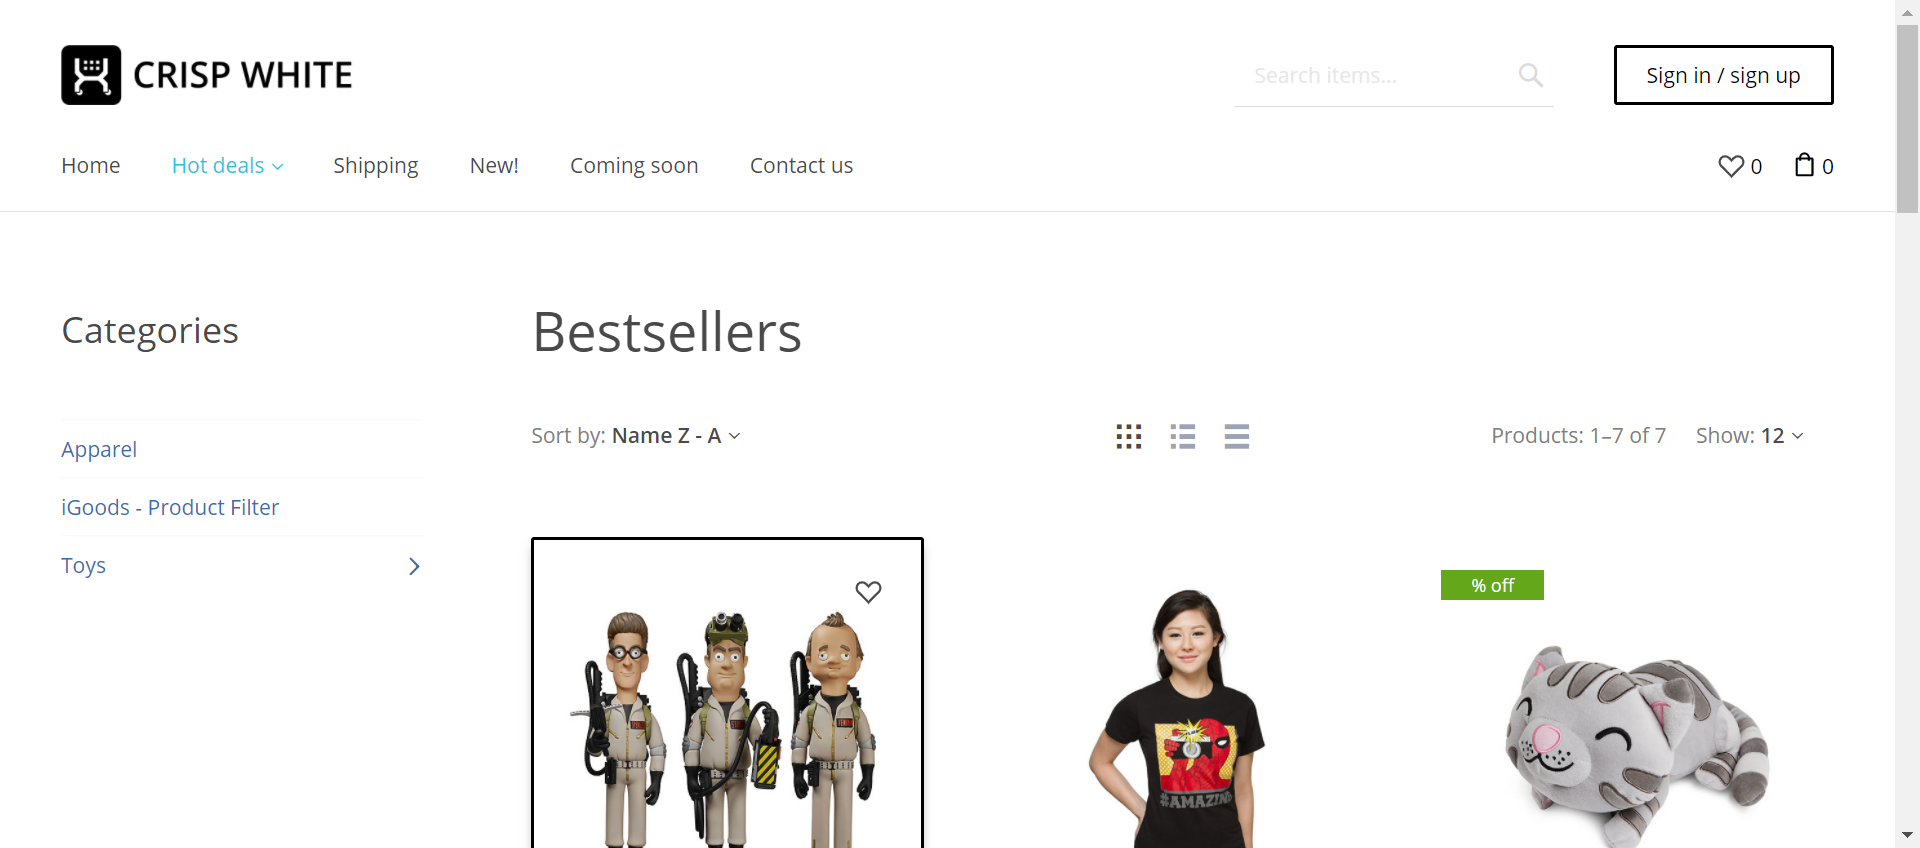 CRISP WHITE
Search items...
Sign in / sign up
Home
Hot deals
Shipping
New!
Coming soon
Contact us
0
0
Categories
Bestsellers
Apparel
iGoods - Product Filter
Toys
Sort by: Name Z - A
Products: 1–7 of 7
Show: 12
% off
#AMAZING